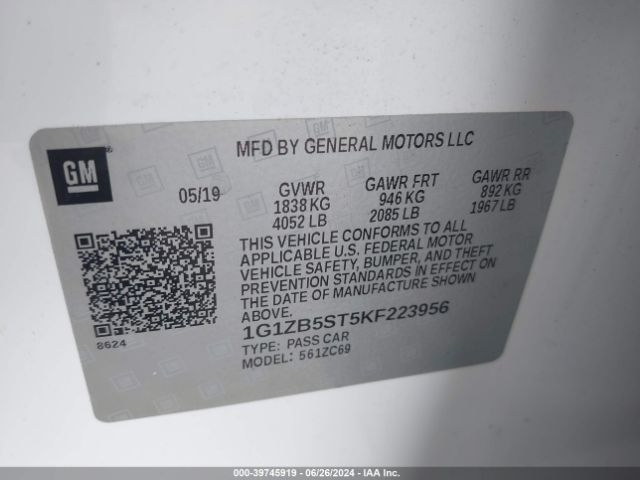 MFD BY GENERAL MOTORS LLC
GM®
05/19
GVWR
1838 KG
4052 LB
GAWR FRT
946 KG
2085 LB
GAWR RR
892 KG
1967 LB
THIS VEHICLE CONFORMS TO ALL
APPLICABLE U.S. FEDERAL MOTOR
VEHICLE SAFETY, BUMPER, AND THEFT
PREVENTION STANDARDS IN EFFECT ON
THE DATE OF MANUFACTURE SHOWN
ABOVE.
8624
1G1ZB5ST5KF223956
TYPE: PASS CAR
MODEL: 561ZC69
000-39745919 - 06/26/2024 - IAA Inc.